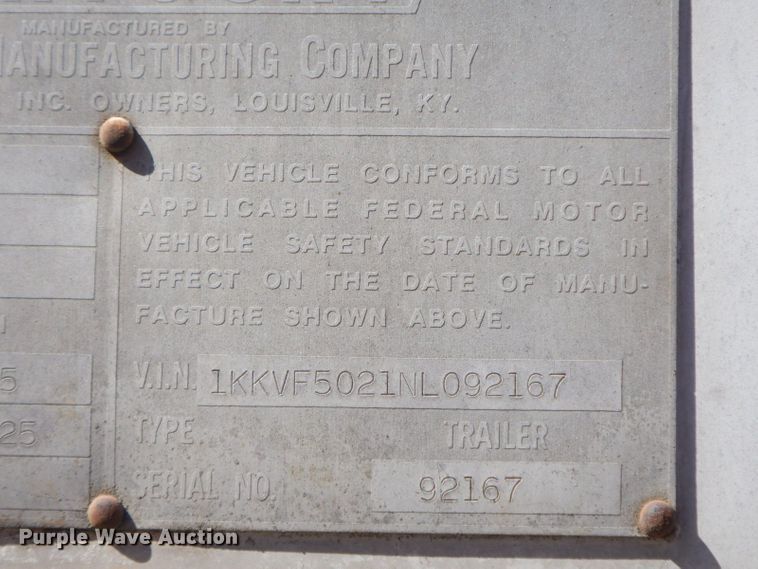 MANUFACTURED BY
MANUFACTURING COMPANY
INC. OWNERS, LOUISVILLE, KY.
THIS VEHICLE CONFORMS TO ALL
APPLICABLE FEDERAL MOTOR
VEHICLE SAFETY STANDARDS IN
EFFECT ON THE DATE OF MANU-
FACTURE SHOWN ABOVE.
5
V.I.N. 1KKVF5021NL092167
25
TYPE TRAILER
SERIAL NO. 92167
Purple Wave Auction